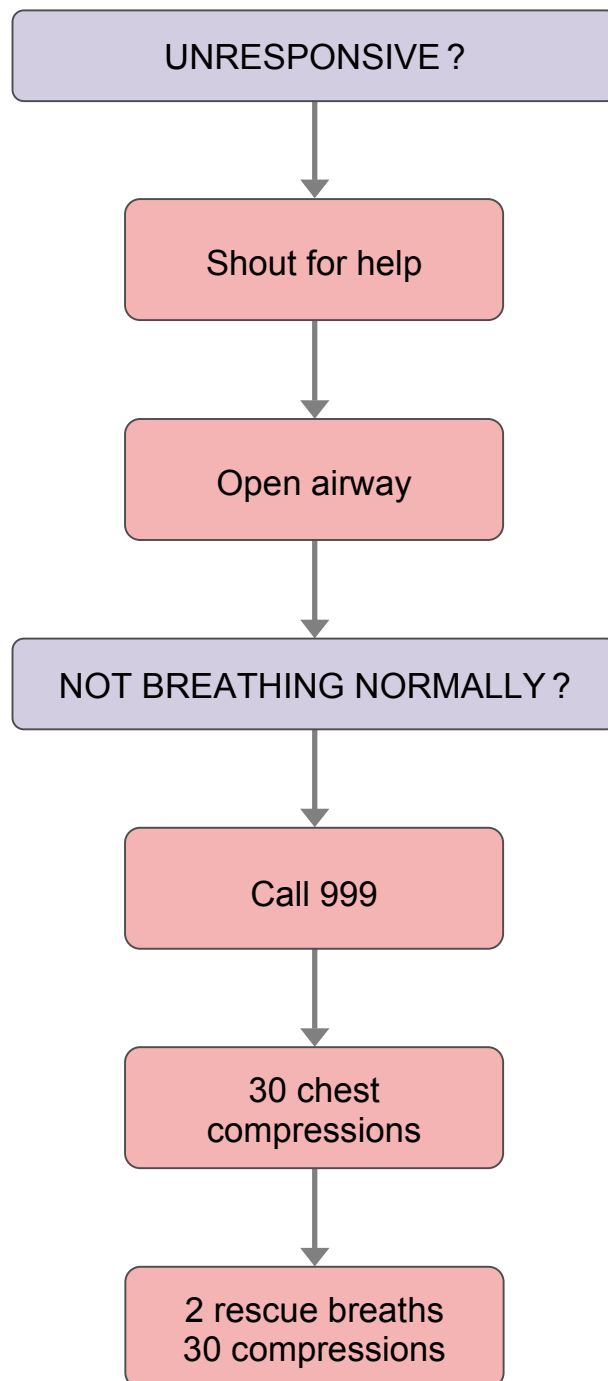 UNRESPONSIVE ?
Shout for help
Open airway
NOT BREATHING NORMALLY ?
Call 999
30 chest
compressions
2 rescue breaths
30 compressions